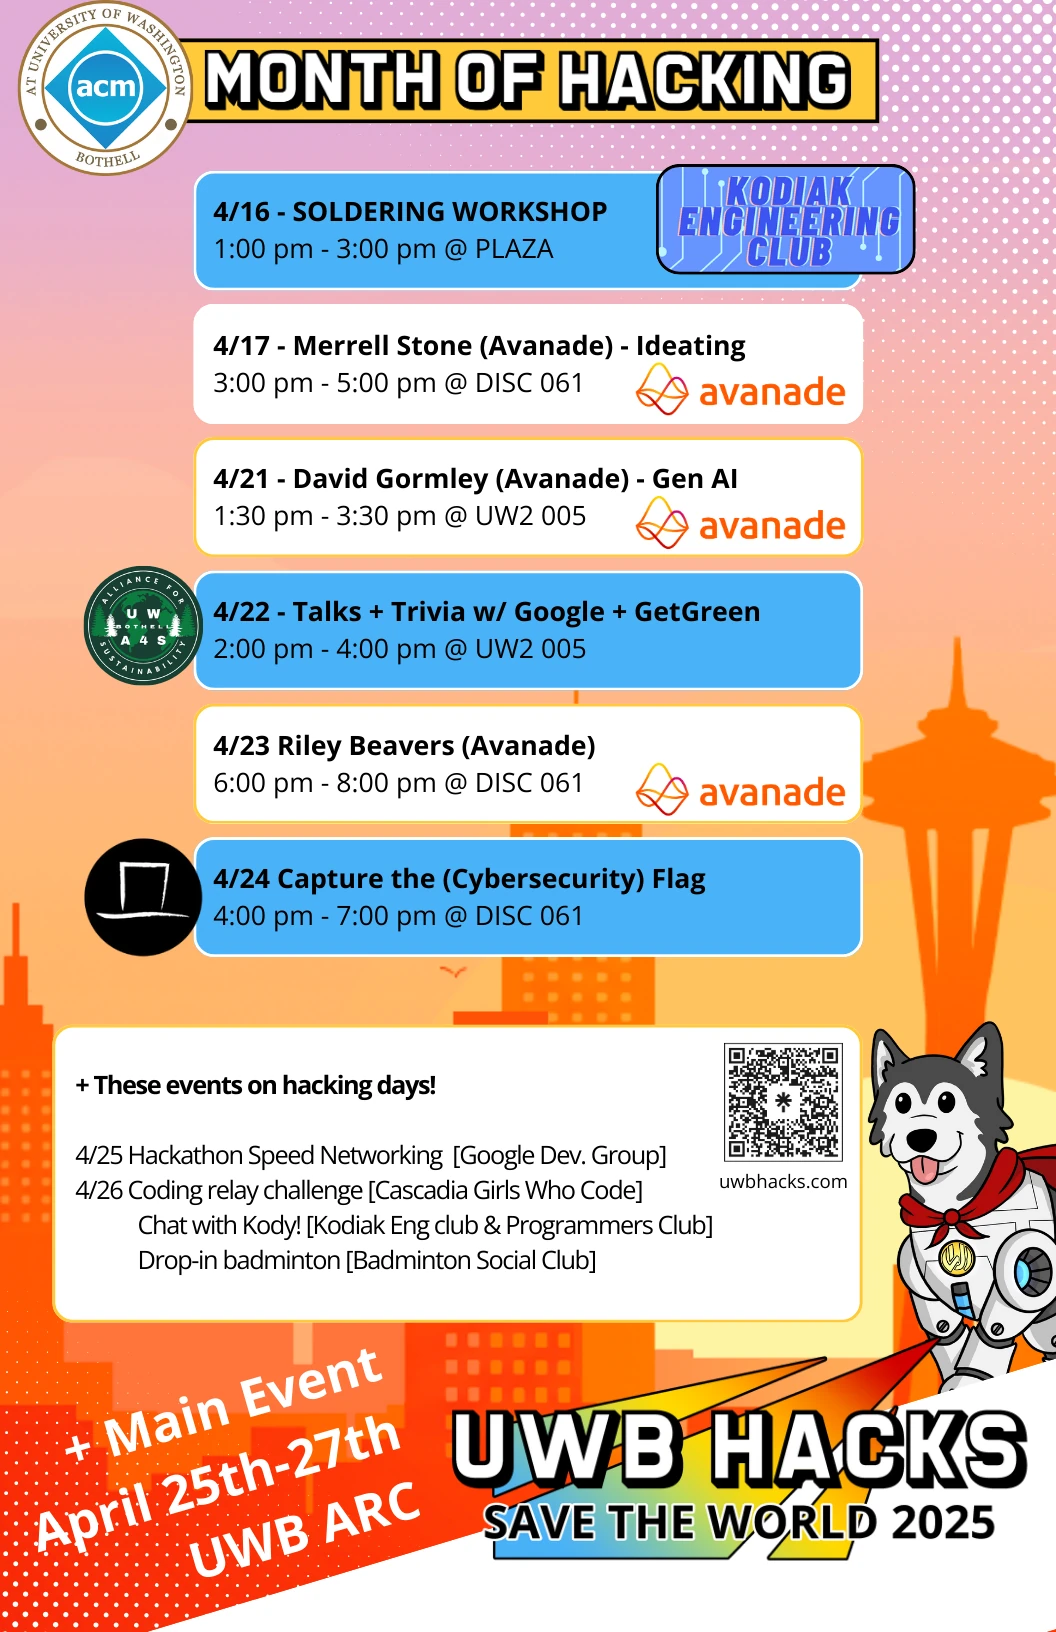 AT UNIVERSITY OF WASHINGTON
acm
BOTHELL
MONTH OF HACKING
4/16 - SOLDERING WORKSHOP
1:00 pm - 3:00 pm @ PLAZA
KODIAK
ENGINEERING
CLUB
4/17 - Merrell Stone (Avanade) - Ideating
3:00 pm - 5:00 pm @ DISC 061
avanade
4/21 - David Gormley (Avanade) - Gen AI
1:30 pm - 3:30 pm @ UW2 005
avanade
ALLIANCE FOR
U W
BOTHELL
A 4 S
SUSTAINABILITY
4/22 - Talks + Trivia w/ Google + GetGreen
2:00 pm - 4:00 pm @ UW2 005
4/23 Riley Beavers (Avanade)
6:00 pm - 8:00 pm @ DISC 061
avanade
4/24 Capture the (Cybersecurity) Flag
4:00 pm - 7:00 pm @ DISC 061
+ These events on hacking days!
4/25 Hackathon Speed Networking [Google Dev. Group]
4/26 Coding relay challenge [Cascadia Girls Who Code]
Chat with Kody! [Kodiak Eng club & Programmers Club]
Drop-in badminton [Badminton Social Club]
uwbhacks.com
+ Main Event
April 25th-27th
UWB ARC
UWB HACKS
SAVE THE WORLD 2025